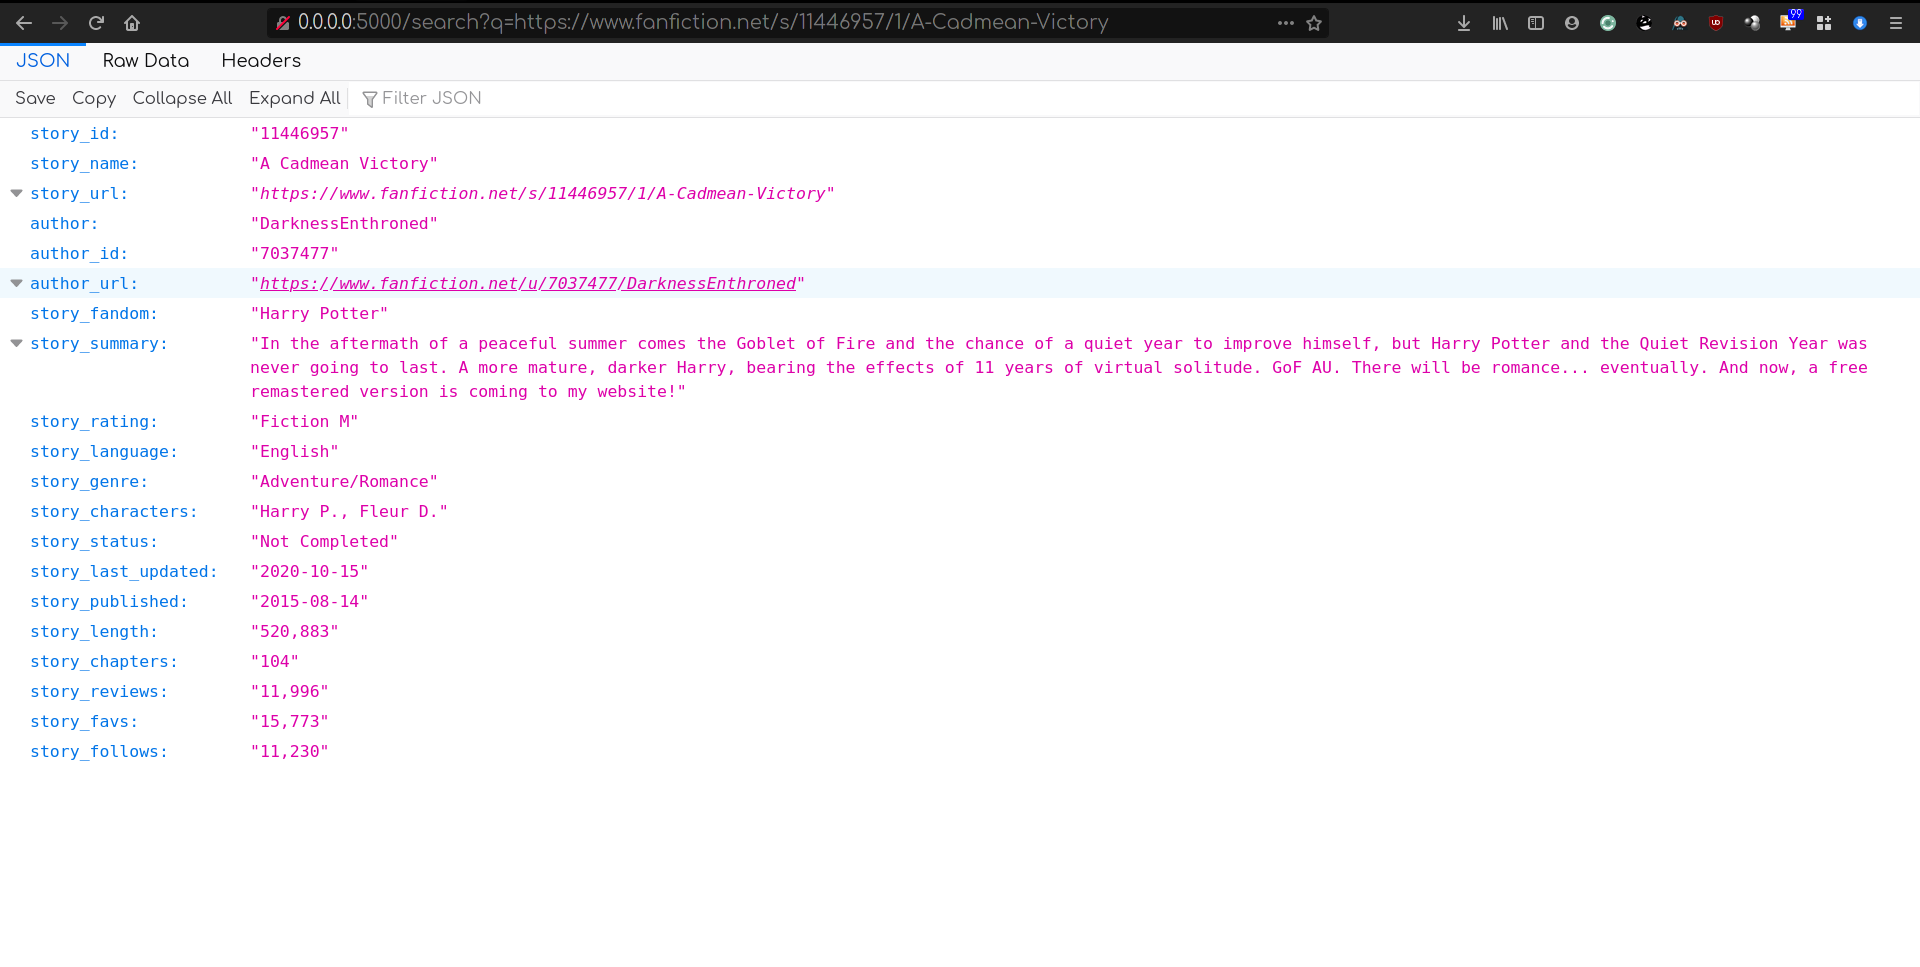 0.0.0.0:5000/search?q=https://www.fanfiction.net/s/11446957/1/A-Cadmean-Victory
99
JSON Raw Data Headers
Save Copy Collapse All Expand All Filter JSON
story_id: "11446957"
story_name: "A Cadmean Victory"
story_url: "https://www.fanfiction.net/s/11446957/1/A-Cadmean-Victory"
author: "DarknessEnthroned"
author_id: "7037477"
author_url: "https://www.fanfiction.net/u/7037477/DarknessEnthroned"
story_fandom: "Harry Potter"
story_summary: "In the aftermath of a peaceful summer comes the Goblet of Fire and the chance of a quiet year to improve himself, but Harry Potter and the Quiet Revision Year was
never going to last. A more mature, darker Harry, bearing the effects of 11 years of virtual solitude. GoF AU. There will be romance... eventually. And now, a free
remastered version is coming to my website!"
story_rating: "Fiction M"
story_language: "English"
story_genre: "Adventure/Romance"
story_characters: "Harry P., Fleur D."
story_status: "Not Completed"
story_last_updated: "2020-10-15"
story_published: "2015-08-14"
story_length: "520,883"
story_chapters: "104"
story_reviews: "11,996"
story_favs: "15,773"
story_follows: "11,230"